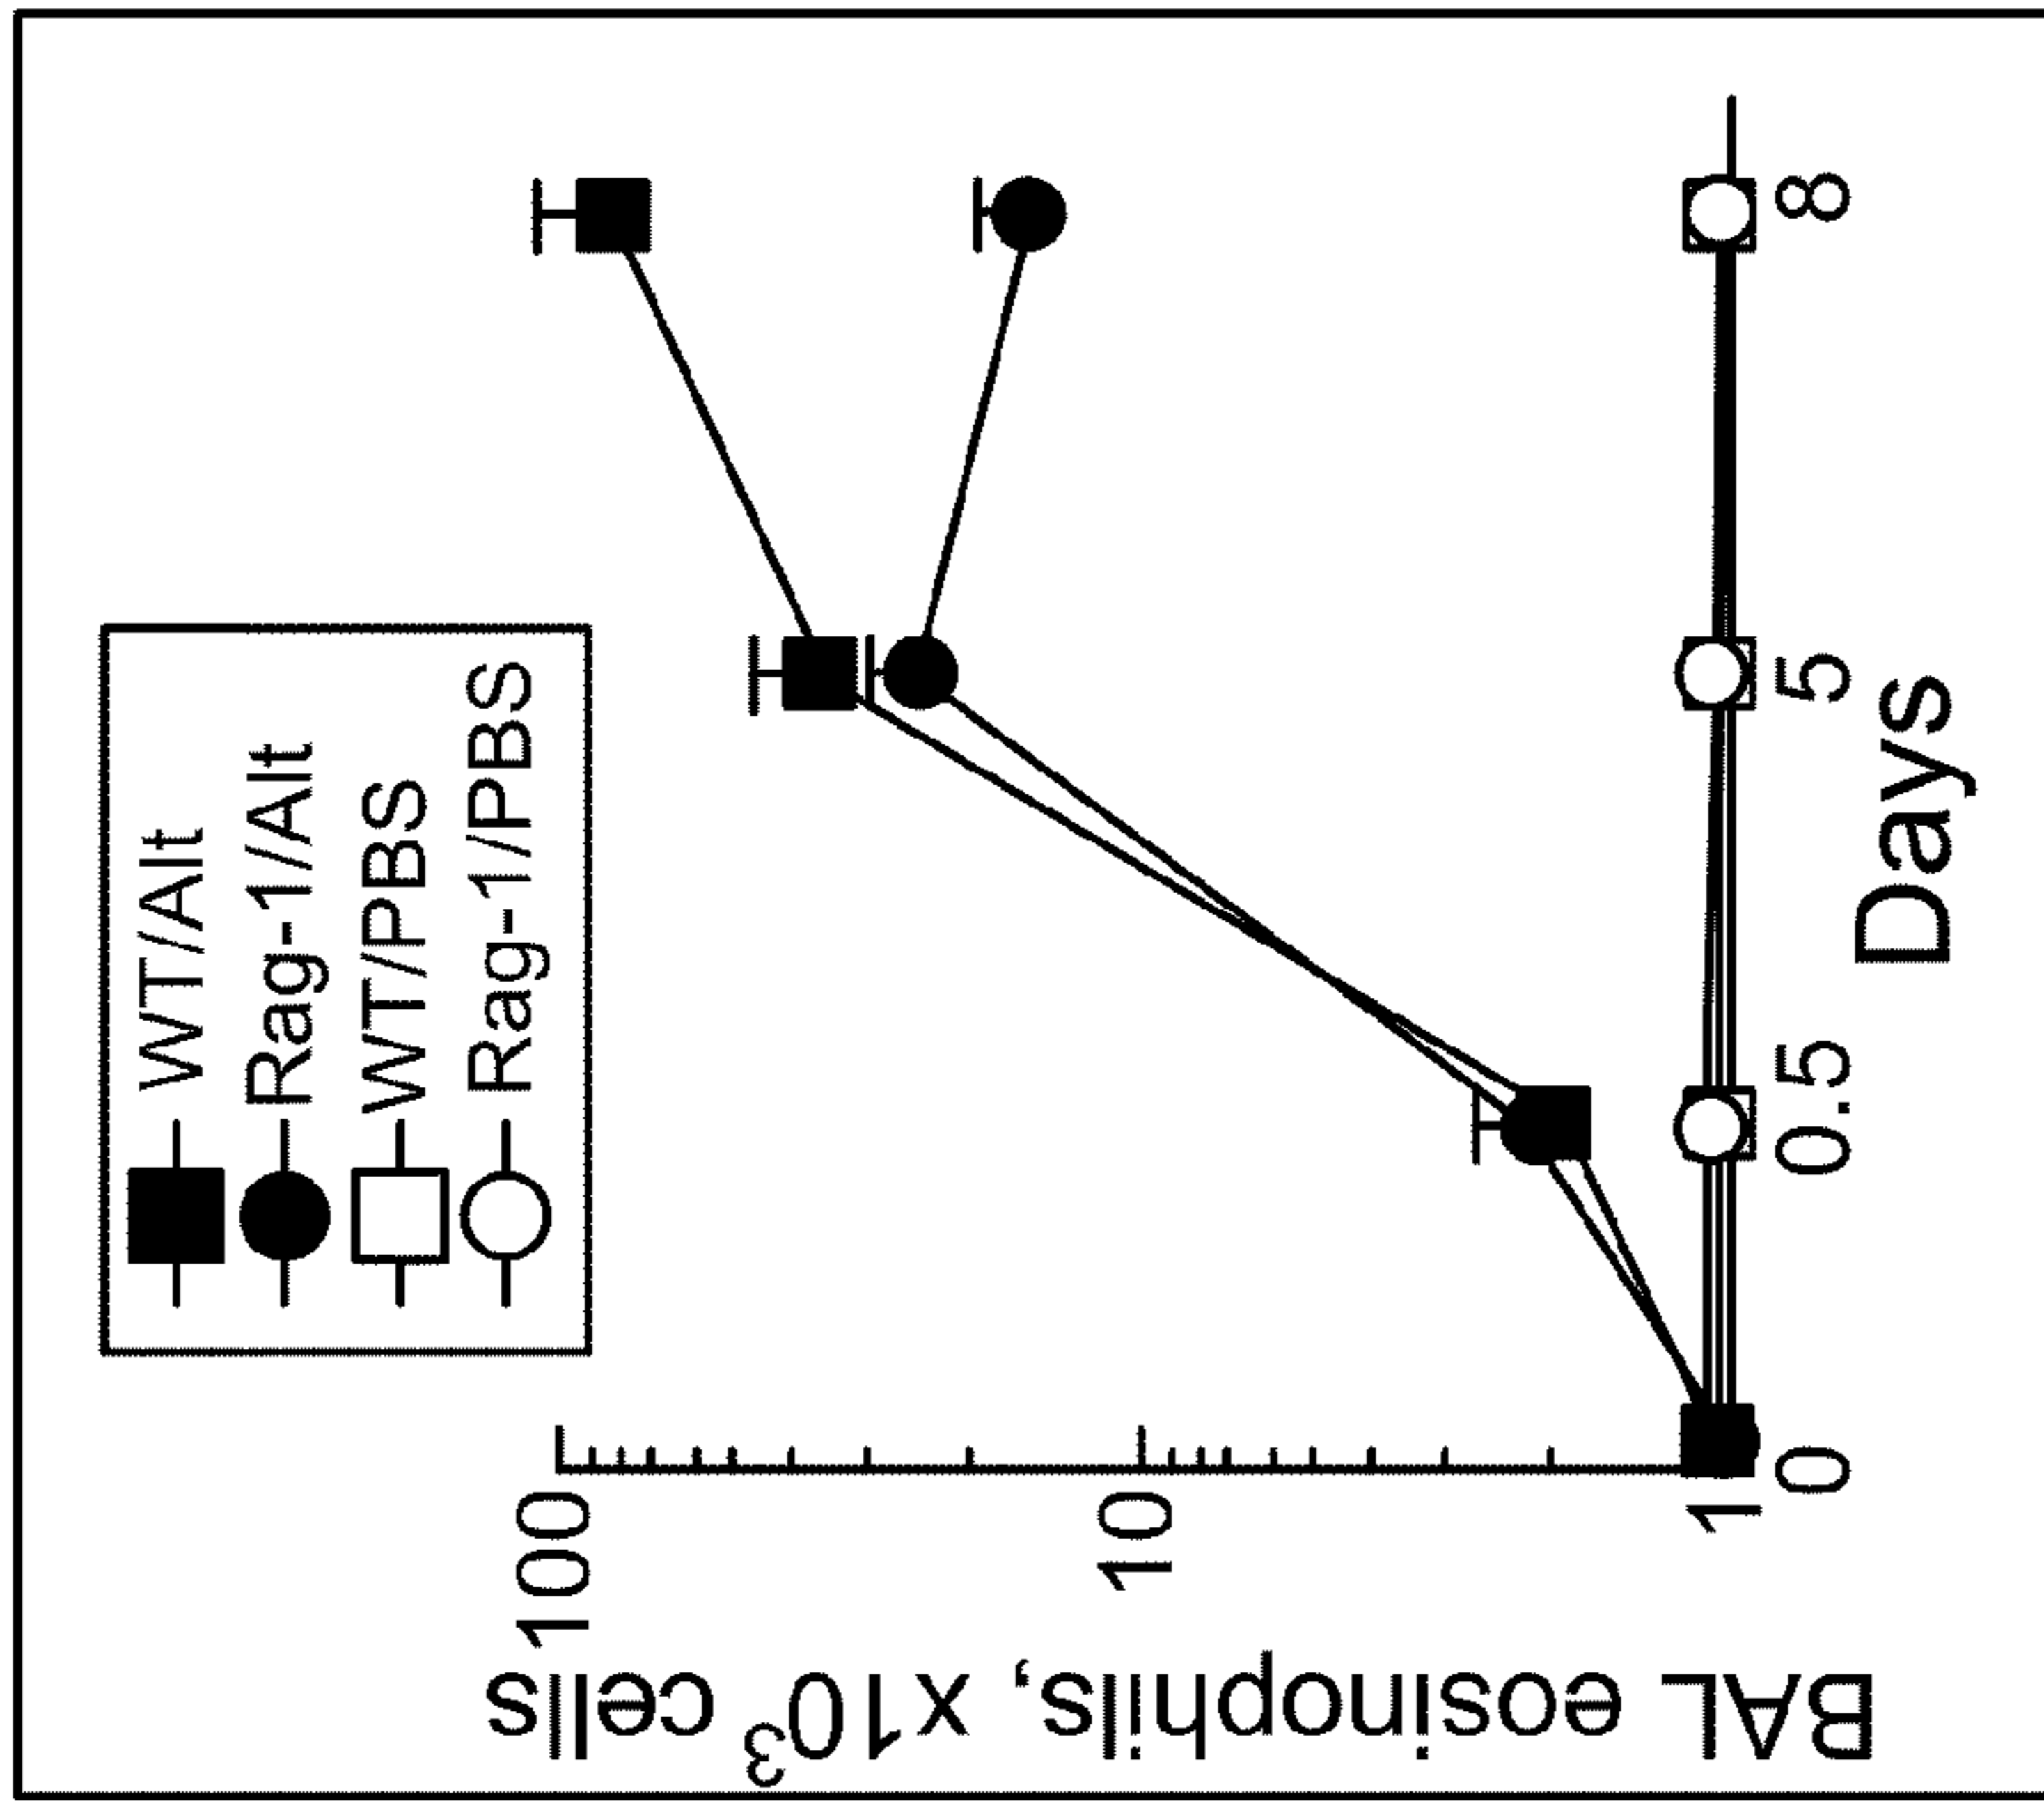 WT/Alt
Rag-1/Alt
WT/PBS
Rag-1/PBS
BAL eosinophils, x10³ cells
100
10
1
0 0.5 5 8
Days